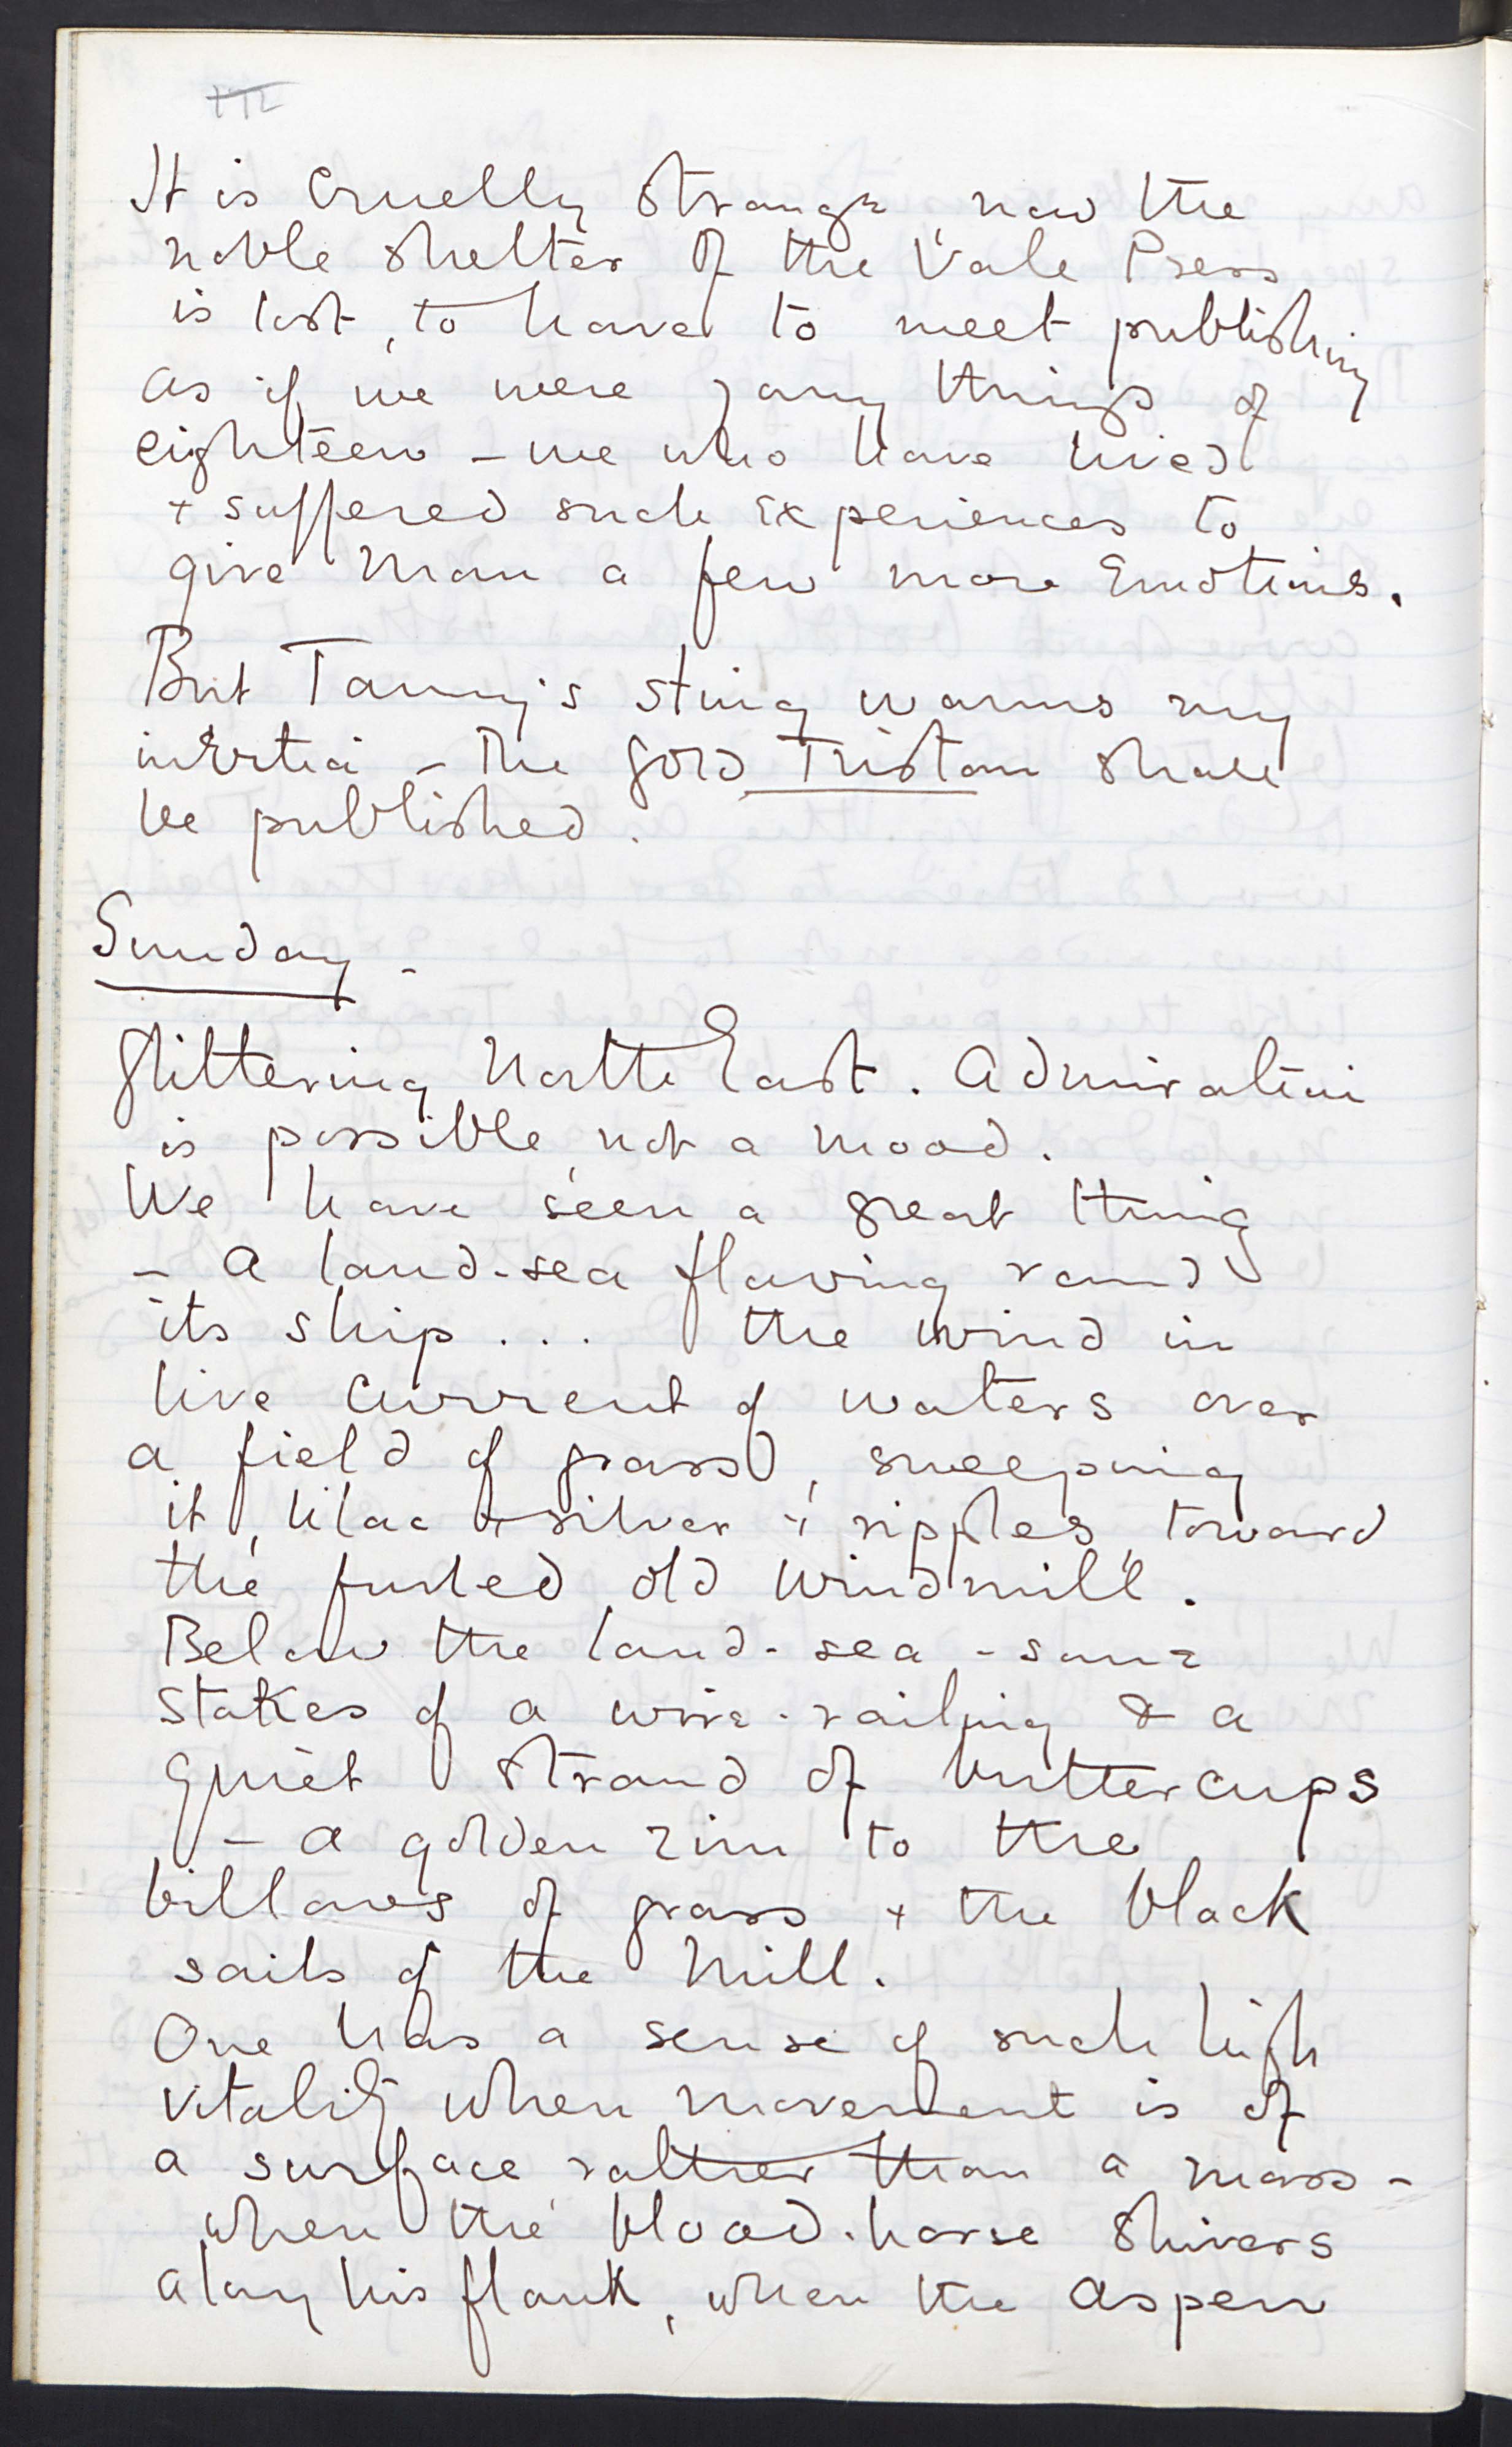 It is cruelly strange, now the
noble shelter of the Vale Press
is lost, to have to meet publishing
as if we were young things of
eighteen – we who have lived
+ suffered such experiences to
give Man a few more Emotions.
But Tanny's sting warms my
inertia – The good Tristan shall
be published.
Sunday –
Glittering North East. Admiration
is possible, not a mood.
We have seen a great thing
– a land-sea flowing round
its ship . . . the wind in
live current of waters over
a field of grass, sweeping
it, lilac + silver + ripples, toward
the furled old windmill.
Below the land-sea – some
stakes of a wire-railing & a
quiet strand of buttercups
– a golden rim to the
billows of grass + the black
sails of the Mill.
One has a sense of such high
vitality when movement is of
a surface rather than a mass –
when the blood-horse shivers
along his flank, when the aspen